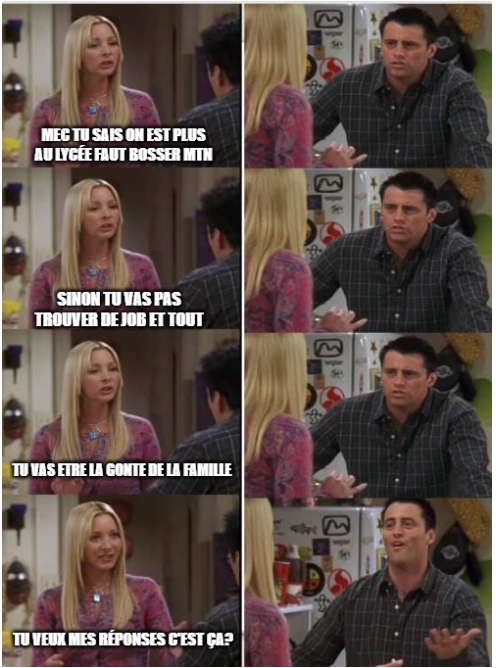 MEC TU SAIS ON EST PLUS
AU LYCÉE FAUT BOSSER MTN
SINON TU VAS PAS
TROUVER DE JOB ET TOUT
TU VAS ETRE LA GONTE DE LA FAMILLE
TU VEUX MES RÉPONSES C'EST ÇA?